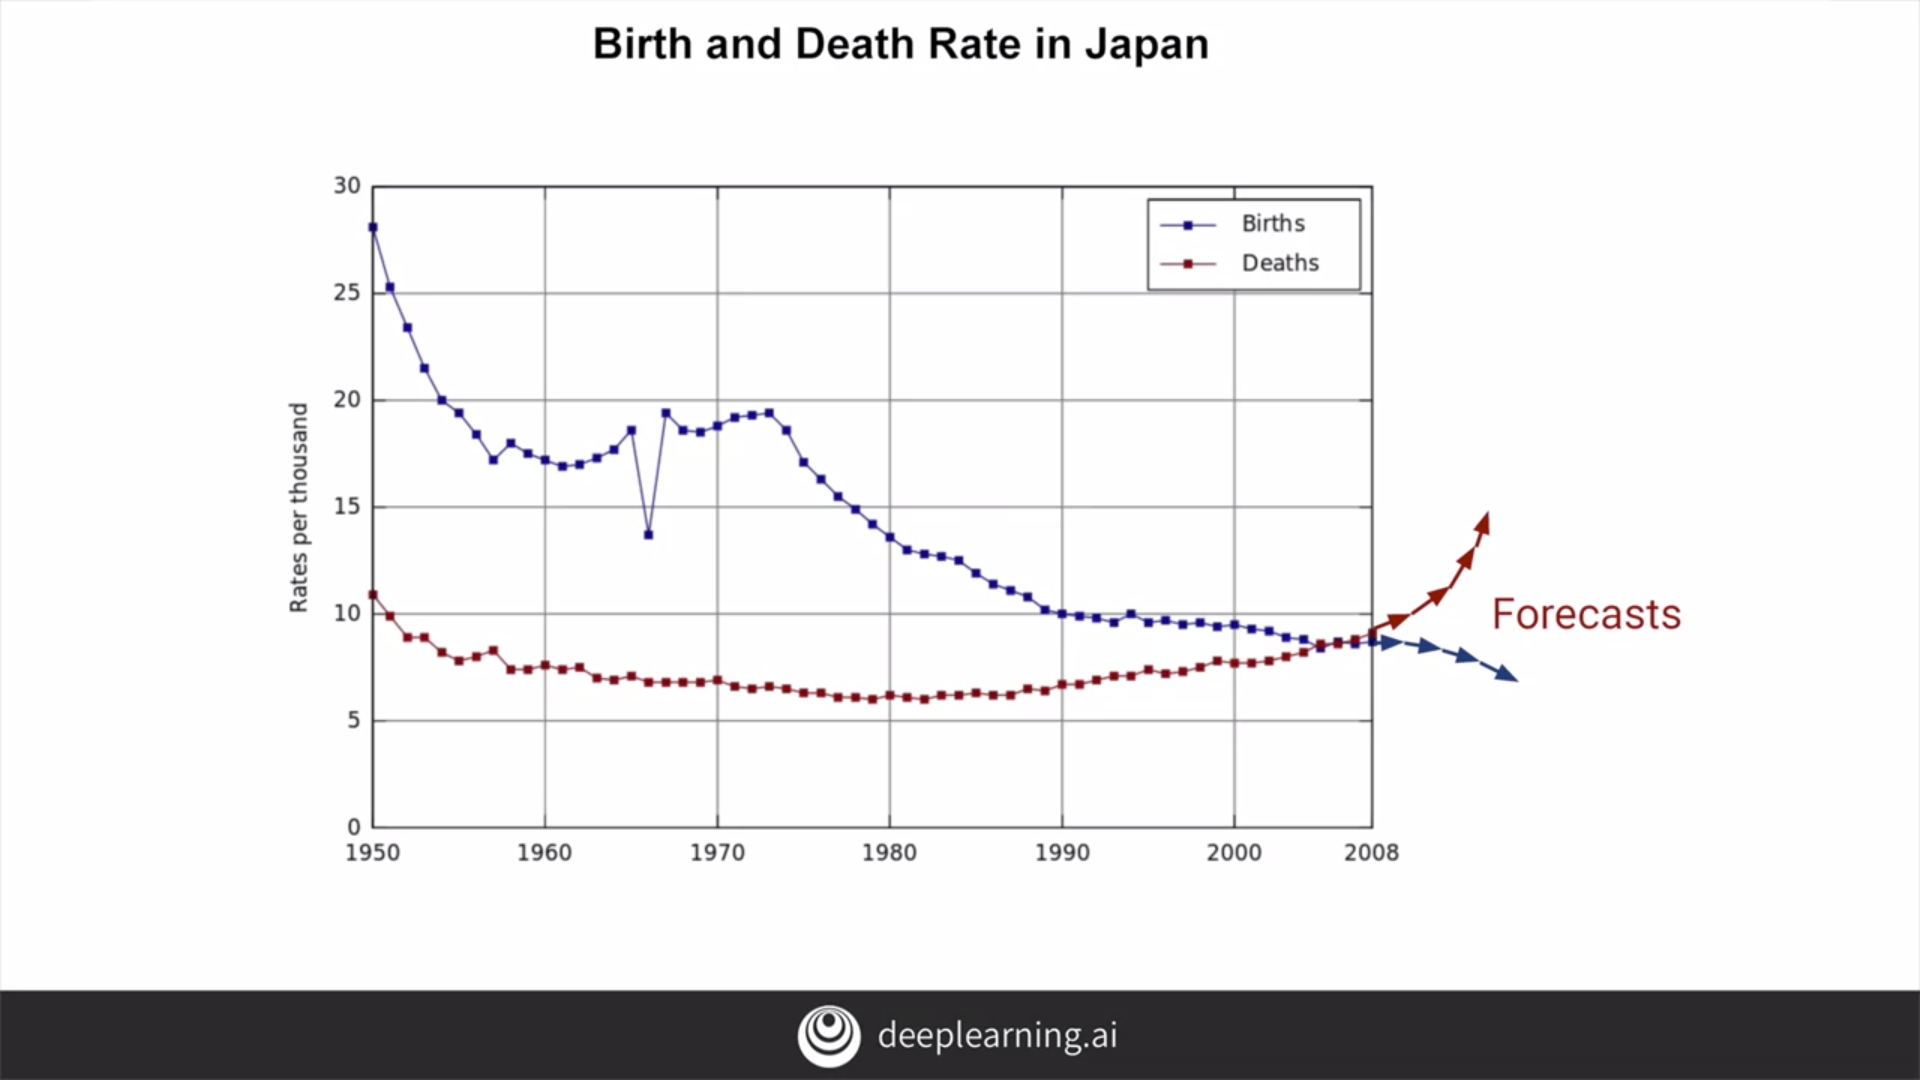 Birth and Death Rate in Japan
30
25
20
15
10
5
0
Rates per thousand
1950 1960 1970 1980 1990 2000 2008
Births
Deaths
Forecasts
deeplearning.ai